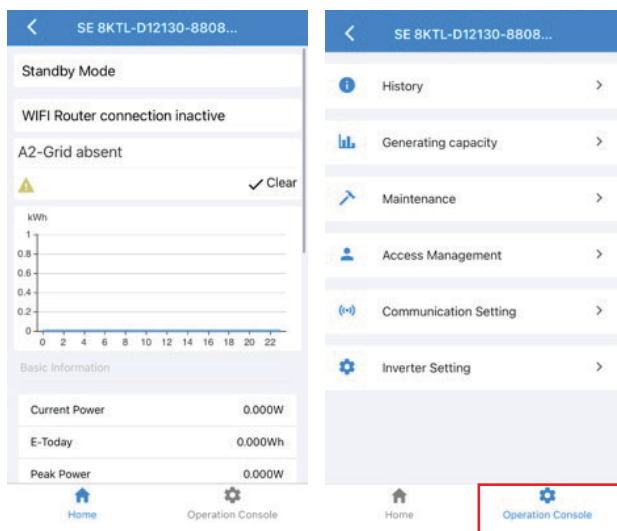 SE 8KTL-D12130-8808...
Standby Mode
WIFI Router connection inactive
A2-Grid absent
Clear
kWh
1
0.8
0.6
0.4
0.2
0
0 2 4 6 8 10 12 14 16 18 20 22
Basic Information
Current Power 0.000W
E-Today 0.000Wh
Peak Power 0.000W
Home Operation Console
SE 8KTL-D12130-8808...
History
Generating capacity
Maintenance
Access Management
Communication Setting
Inverter Setting
Home Operation Console